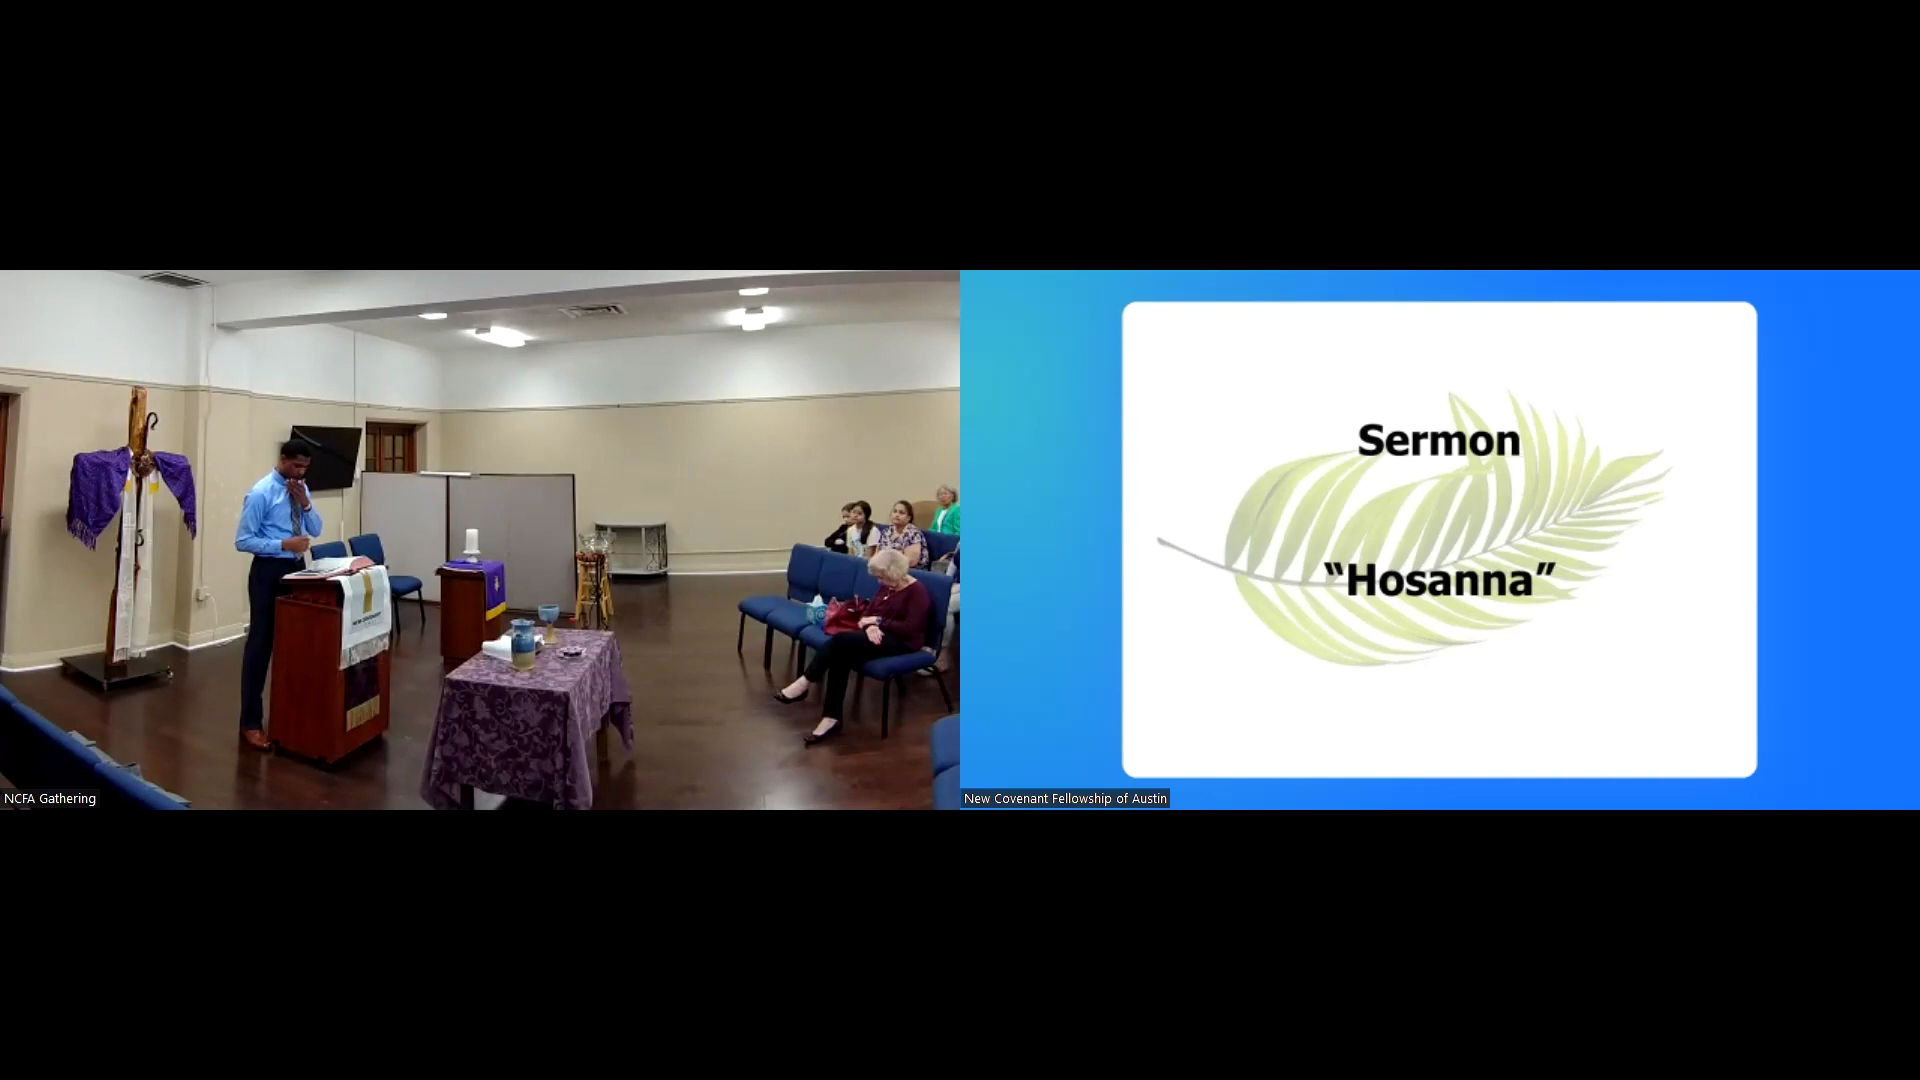 Sermon
“Hosanna”
NCFA Gathering
New Covenant Fellowship of Austin